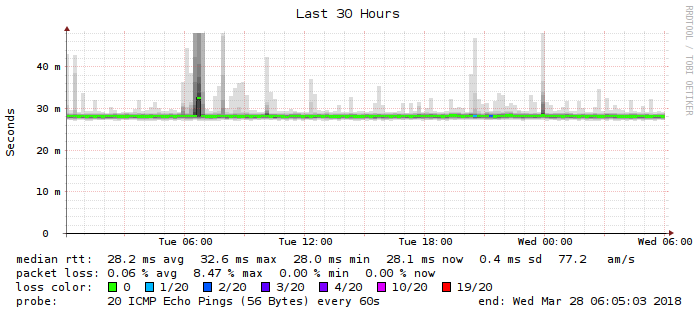 Last 30 Hours
RRDTOOL / TOBI OETIKER
Seconds
40 m
30 m
20 m
10 m
0
Tue 06:00 Tue 12:00 Tue 18:00 Wed 00:00 Wed 06:00
median rtt: 28.2 ms avg 32.6 ms max 28.0 ms min 28.1 ms now 0.4 ms sd 77.2 am/s
packet loss: 0.06 % avg 8.47 % max 0.00 % min 0.00 % now
loss color: 0 1/20 2/20 3/20 4/20 10/20 19/20
probe: 20 ICMP Echo Pings (56 Bytes) every 60s end: Wed Mar 28 06:05:03 2018